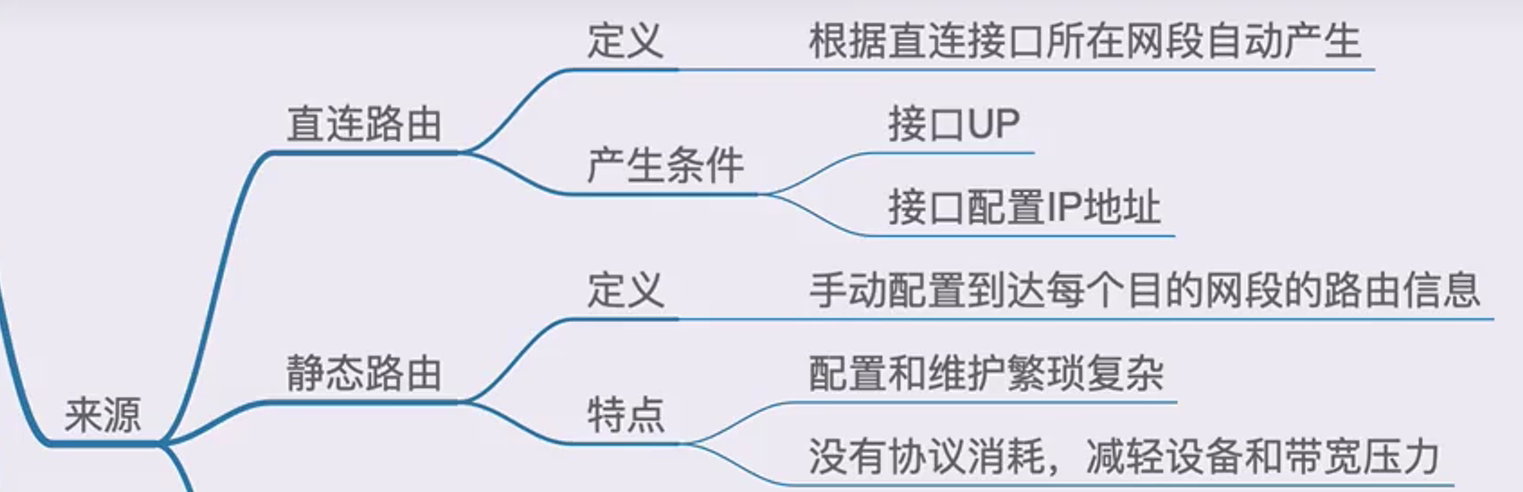 定义
根据直连接口所在网段自动产生
直连路由
接口UP
产生条件
接口配置IP地址
定义
手动配置到达每个目的网段的路由信息
静态路由
配置和维护繁琐复杂
来源
特点
没有协议消耗，减轻设备和带宽压力